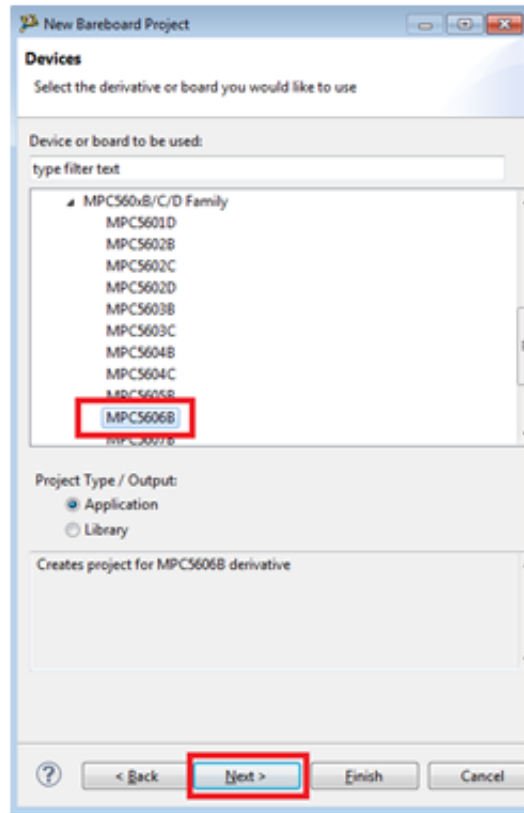 New Bareboard Project
Devices
Select the derivative or board you would like to use
Device or board to be used:
type filter text
MPC560xB/C/D Family
MPC5601D
MPC5602B
MPC5602C
MPC5602D
MPC5603B
MPC5603C
MPC5604B
MPC5604C
MPC5605B
MPC5606B
MPC5607B
Project Type / Output:
Application
Library
Creates project for MPC5606B derivative
? < Back Next > Finish Cancel